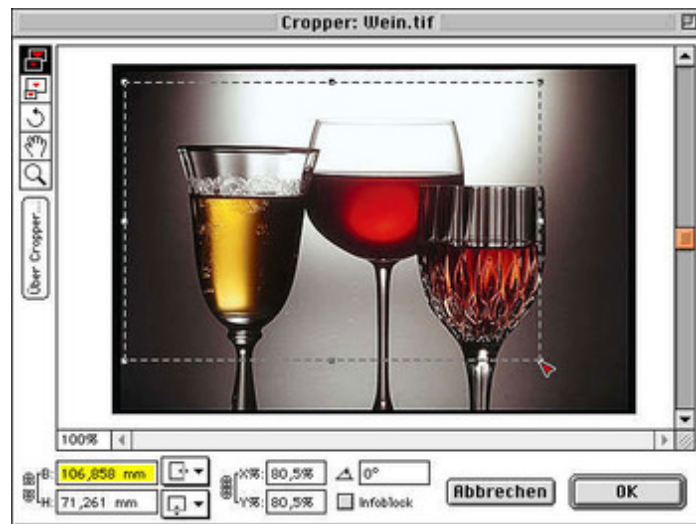 Cropper: Wein.tif
Über Cropper...
100%
B: 106,858 mm
X%: 80,5%
0°
H: 71,261 mm
Y%: 80,5%
Infoblock
Abbrechen
OK